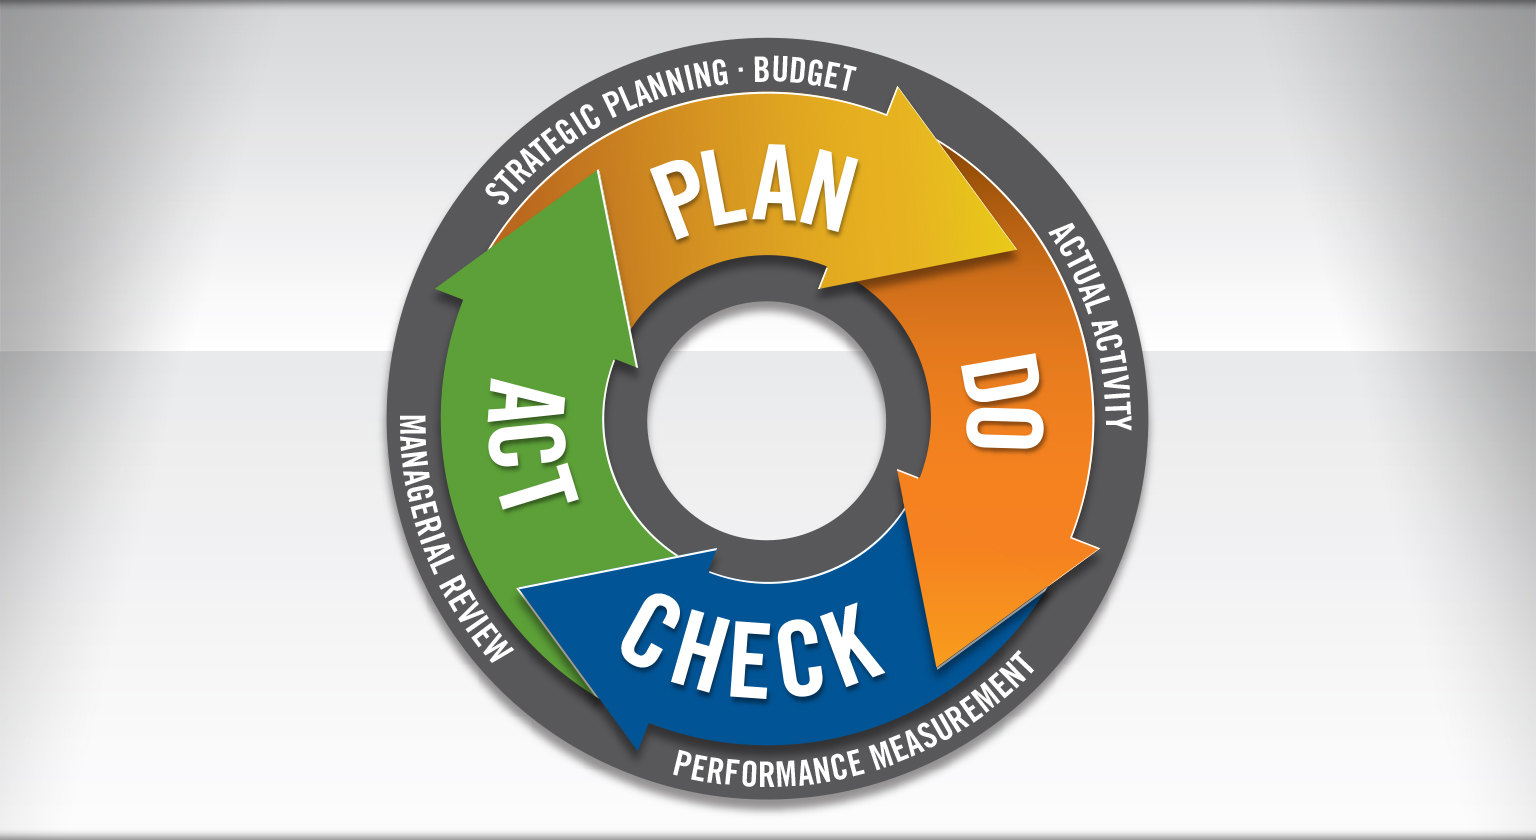 STRATEGIC PLANNING · BUDGET
PLAN
ACTUAL ACTIVITY
DO
PERFORMANCE MEASUREMENT
CHECK
MANAGERIAL REVIEW
ACT